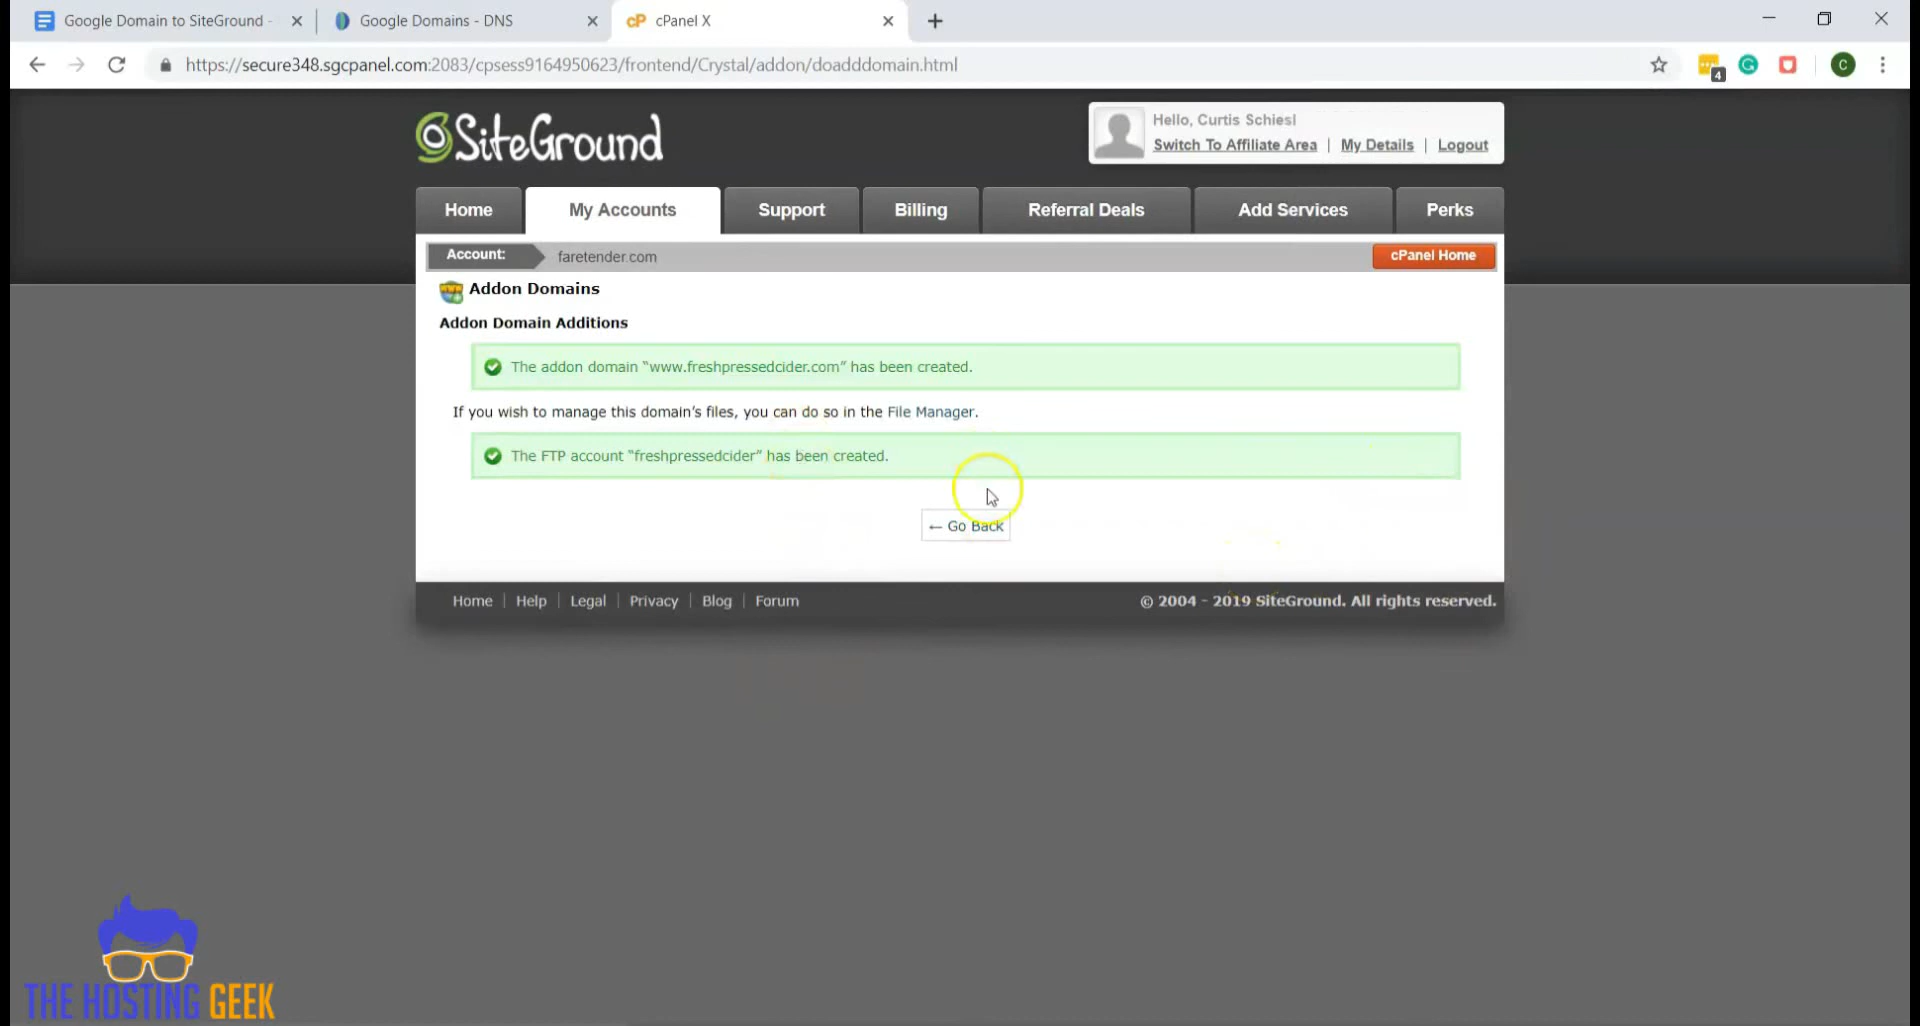 Google Domain to SiteGround -
Google Domains - DNS
cP cPanel X
https://secure348.sgcpanel.com:2083/cpsess9164950623/frontend/Crystal/addon/doadddomain.html
4
C
SiteGround
Hello, Curtis Schiesl
Switch To Affiliate Area | My Details | Logout
Home
My Accounts
Support
Billing
Referral Deals
Add Services
Perks
Account:
faretender.com
cPanel Home
Addon Domains
Addon Domain Additions
The addon domain “www.freshpressedcider.com” has been created.
If you wish to manage this domain’s files, you can do so in the File Manager.
The FTP account “freshpressedcider” has been created.
← Go Back
Home | Help | Legal | Privacy | Blog | Forum
© 2004 - 2019 SiteGround. All rights reserved.
THE HOSTING GEEK